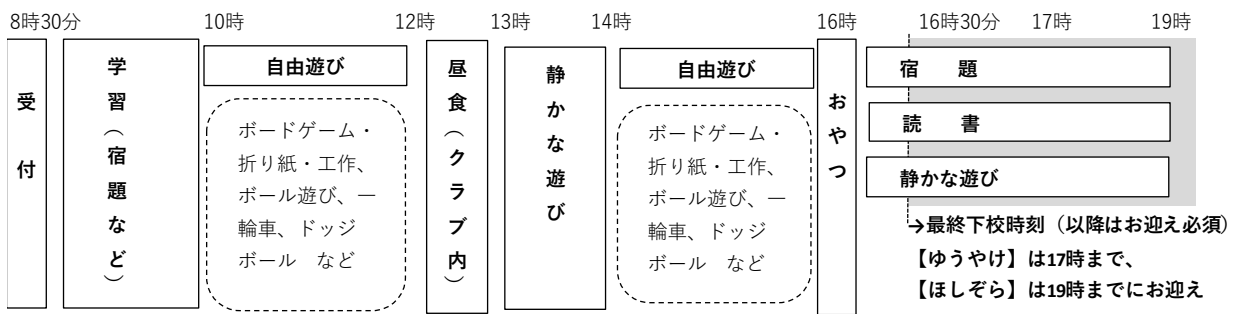 8時30分 10時 12時 13時 14時 16時 16時30分 17時 19時
受付
学習(宿題など)
自由遊び
ボードゲーム・
折り紙・工作、
ボール遊び、一
輪車、ドッジ
ボール など
昼食(クラブ内)
静かな遊び
自由遊び
ボードゲーム・
折り紙・工作、
ボール遊び、一
輪車、ドッジ
ボール など
おやつ
宿 題
読 書
静かな遊び
→最終下校時刻(以降はお迎え必須)
【ゆうやけ】は17時まで、
【ほしぞら】は19時までにお迎え